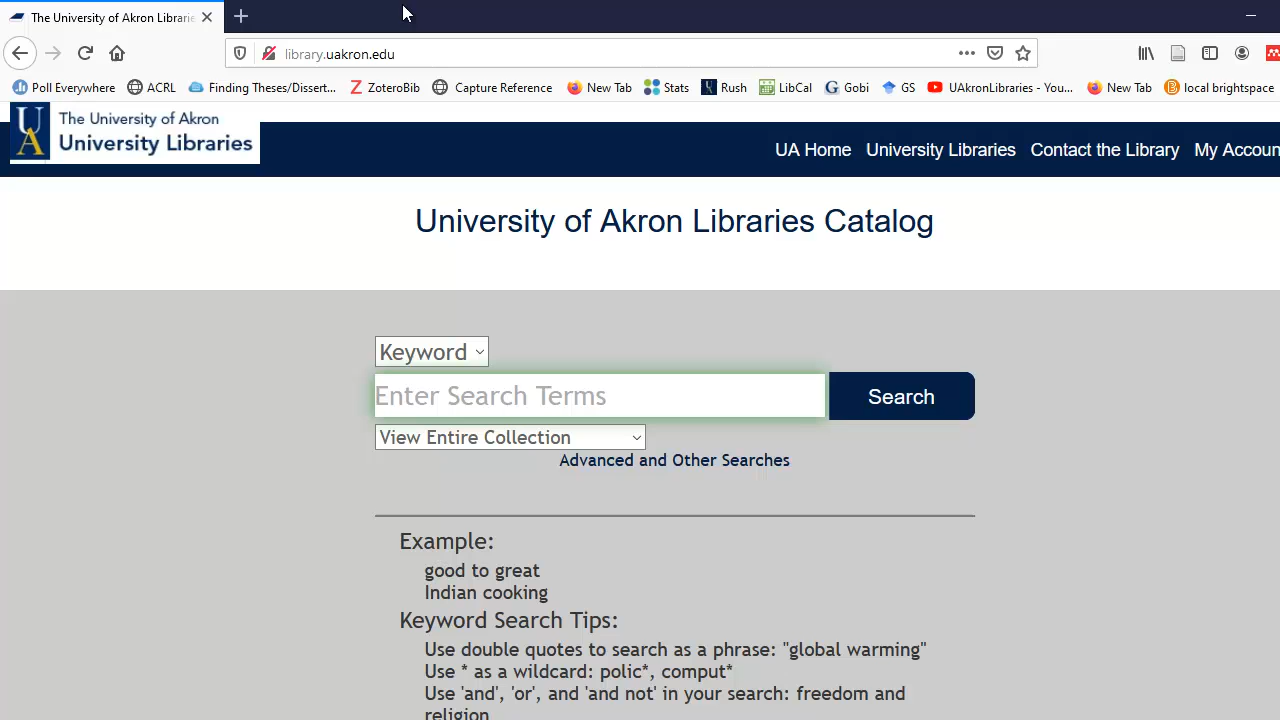 The University of Akron Librarie
library.uakron.edu
Poll Everywhere ACRL Finding Theses/Dissert... ZoteroBib Capture Reference New Tab Stats Rush LibCal Gobi GS UAkronLibraries - You... New Tab local brightspace
UA
The University of Akron
University Libraries
UA Home University Libraries Contact the Library My Accoun
University of Akron Libraries Catalog
Keyword
Enter Search Terms
Search
View Entire Collection
Advanced and Other Searches
Example:
good to great
Indian cooking
Keyword Search Tips:
Use double quotes to search as a phrase: "global warming"
Use * as a wildcard: polic*, comput*
Use 'and', 'or', and 'and not' in your search: freedom and
religion